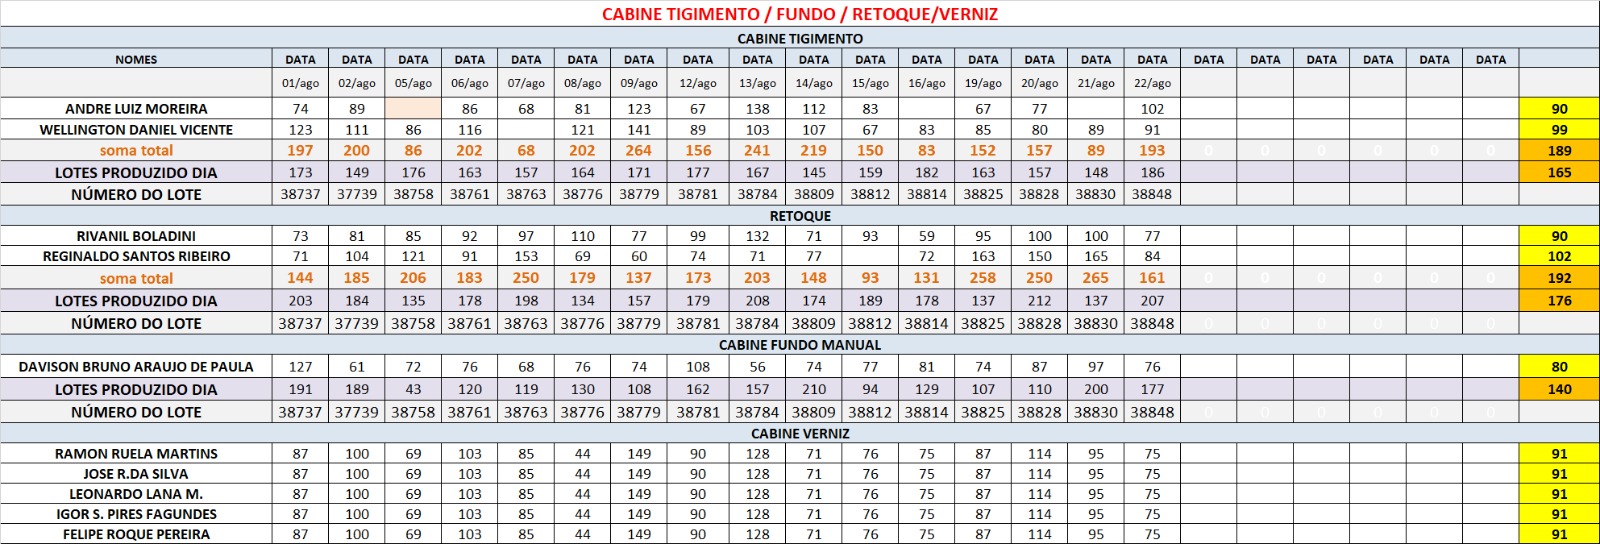 CABINE TIGIMENTO / FUNDO / RETOQUE/VERNIZ
CABINE TIGIMENTO
NOMES DATA DATA DATA DATA DATA DATA DATA DATA DATA DATA DATA DATA DATA DATA DATA DATA DATA DATA DATA DATA DATA DATA
01/ago 02/ago 05/ago 06/ago 07/ago 08/ago 09/ago 12/ago 13/ago 14/ago 15/ago 16/ago 19/ago 20/ago 21/ago 22/ago
ANDRE LUIZ MOREIRA 74 89 86 68 81 123 67 138 112 83 67 77 102 90
WELLINGTON DANIEL VICENTE 123 111 86 116 121 141 89 103 107 67 83 85 80 89 91 99
soma total 197 200 86 202 68 202 264 156 241 219 150 83 152 157 89 193 0 0 0 0 0 0 189
LOTES PRODUZIDO DIA 173 149 176 163 157 164 171 177 167 145 159 182 163 157 148 186 165
NÚMERO DO LOTE 38737 37739 38758 38761 38763 38776 38779 38781 38784 38809 38812 38814 38825 38828 38830 38848
RETOQUE
RIVANIL BOLADINI 73 81 85 92 97 110 77 99 132 71 93 59 95 100 100 77 90
REGINALDO SANTOS RIBEIRO 71 104 121 91 153 69 60 74 71 77 72 163 150 165 84 102
soma total 144 185 206 183 250 179 137 173 203 148 93 131 258 250 265 161 0 0 0 0 0 0 192
LOTES PRODUZIDO DIA 203 184 135 178 198 134 157 179 208 174 189 178 137 212 137 207 176
NÚMERO DO LOTE 38737 37739 38758 38761 38763 38776 38779 38781 38784 38809 38812 38814 38825 38828 38830 38848 0 0 0 0 0 0
CABINE FUNDO MANUAL
DAVISON BRUNO ARAUJO DE PAULA 127 61 72 76 68 76 74 108 56 74 77 81 74 87 97 76 80
LOTES PRODUZIDO DIA 191 189 43 120 119 130 108 162 157 210 94 129 107 110 200 177 140
NÚMERO DO LOTE 38737 37739 38758 38761 38763 38776 38779 38781 38784 38809 38812 38814 38825 38828 38830 38848 0 0 0 0 0 0
CABINE VERNIZ
RAMON RUELA MARTINS 87 100 69 103 85 44 149 90 128 71 76 75 87 114 95 75 91
JOSE R.DA SILVA 87 100 69 103 85 44 149 90 128 71 76 75 87 114 95 75 91
LEONARDO LANA M. 87 100 69 103 85 44 149 90 128 71 76 75 87 114 95 75 91
IGOR S. PIRES FAGUNDES 87 100 69 103 85 44 149 90 128 71 76 75 87 114 95 75 91
FELIPE ROQUE PEREIRA 87 100 69 103 85 44 149 90 128 71 76 75 87 114 95 75 91